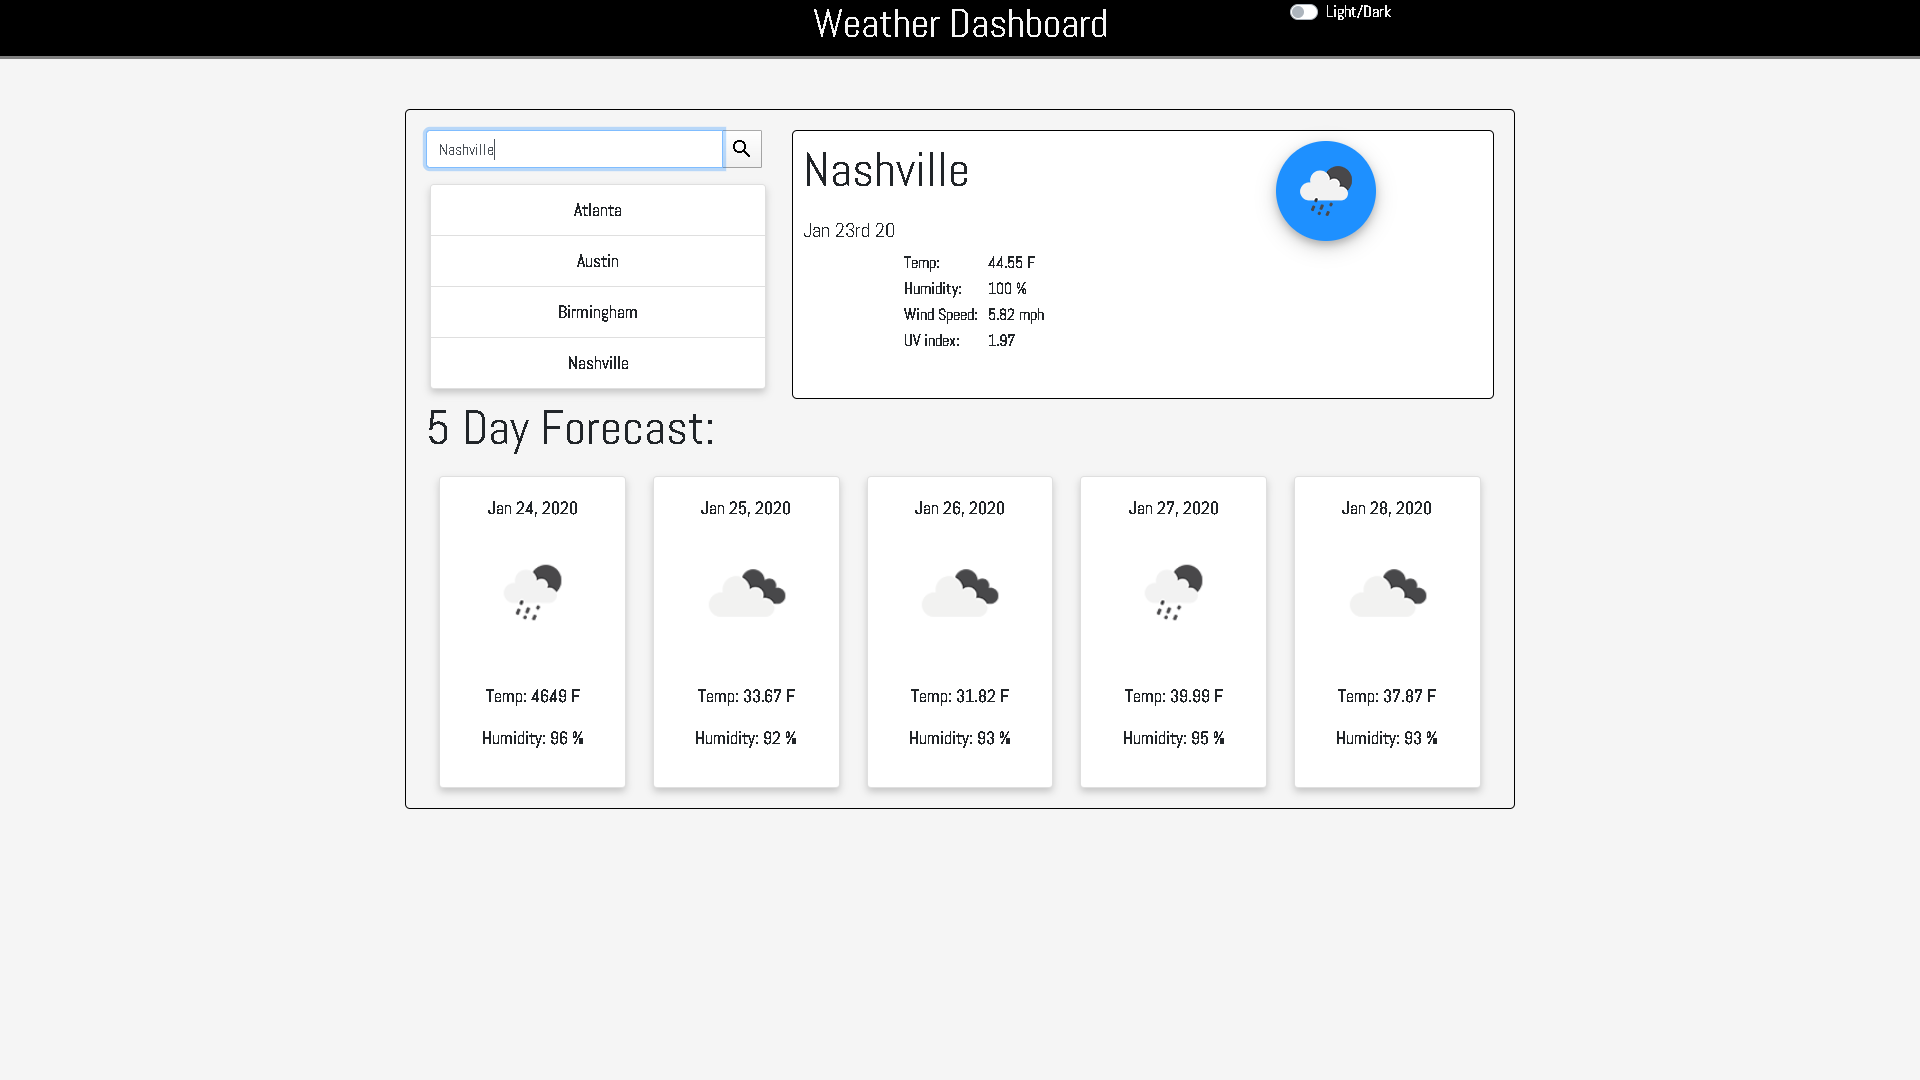 Weather Dashboard
Light/Dark
Nashville
Atlanta
Austin
Birmingham
Nashville
Nashville
Jan 23rd 20
Temp: 44.55 F
Humidity: 100 %
Wind Speed: 5.82 mph
UV index: 1.97
5 Day Forecast:
Jan 24, 2020
Temp: 4649 F
Humidity: 96 %
Jan 25, 2020
Temp: 33.67 F
Humidity: 92 %
Jan 26, 2020
Temp: 31.82 F
Humidity: 93 %
Jan 27, 2020
Temp: 39.99 F
Humidity: 95 %
Jan 28, 2020
Temp: 37.87 F
Humidity: 93 %